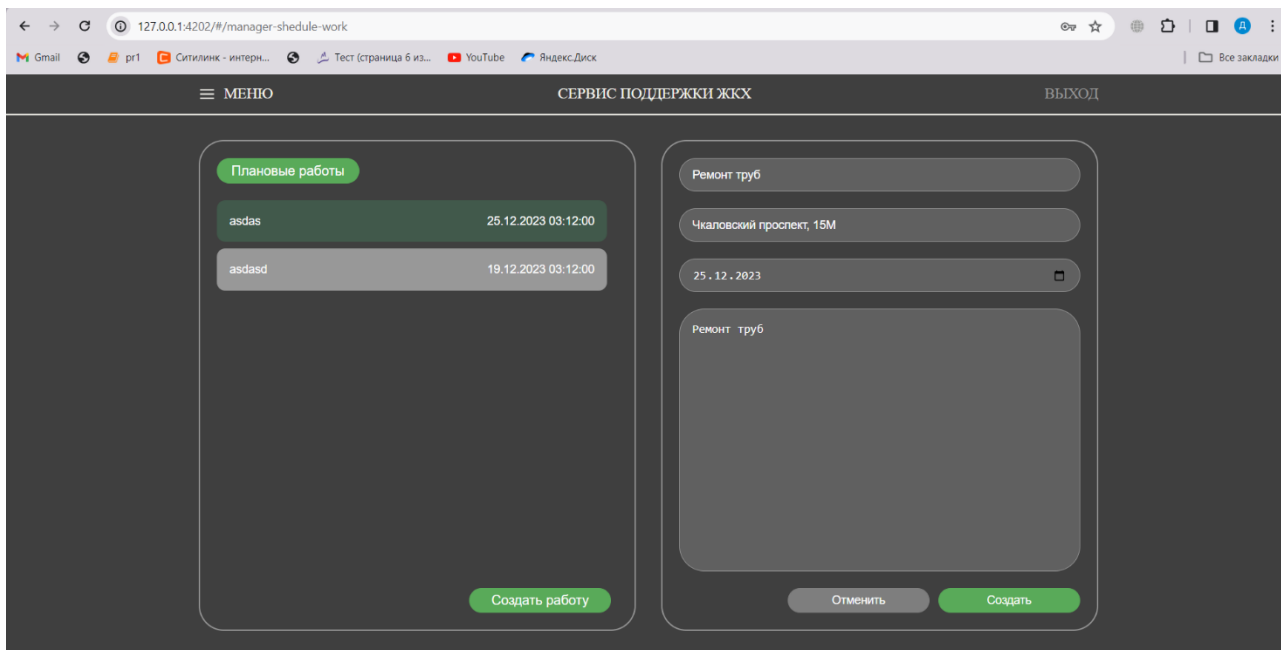 127.0.0.1:4202/#/manager-shedule-work
Д
Gmail pr1 Ситилинк - интерн... Тест (страница 6 из... YouTube Яндекс.Диск Все закладки
МЕНЮ СЕРВИС ПОДДЕРЖКИ ЖКХ ВЫХОД
Плановые работы
asdas 25.12.2023 03:12:00
asdasd 19.12.2023 03:12:00
Создать работу
Ремонт труб
Чкаловский проспект, 15М
25.12.2023
Ремонт труб
Отменить Создать